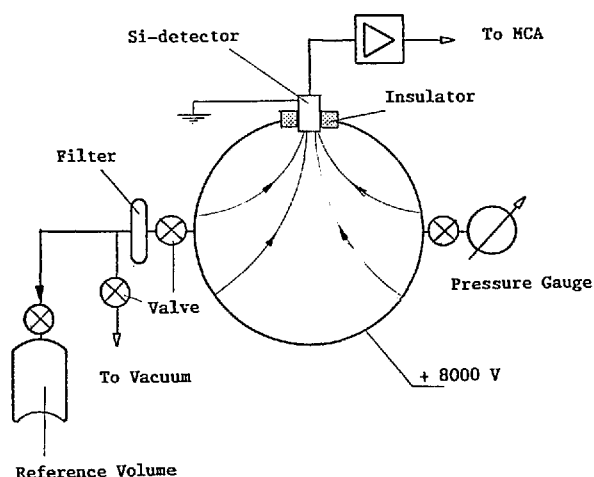 Si-detector
To MCA
Insulator
Filter
Valve
Pressure Gauge
To Vacuum
+ 8000 V
Reference Volume